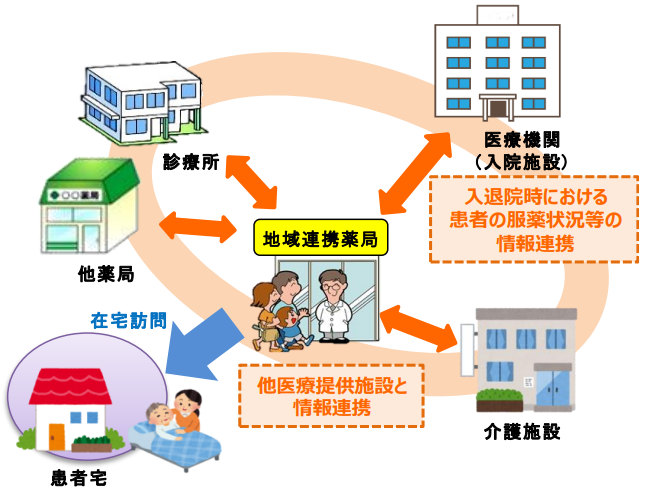 診療所
医療機関
（入院施設）
入退院時における
患者の服薬状況等の
情報連携
○○薬局
他薬局
地域連携薬局
在宅訪問
他医療提供施設と
情報連携
介護施設
患者宅